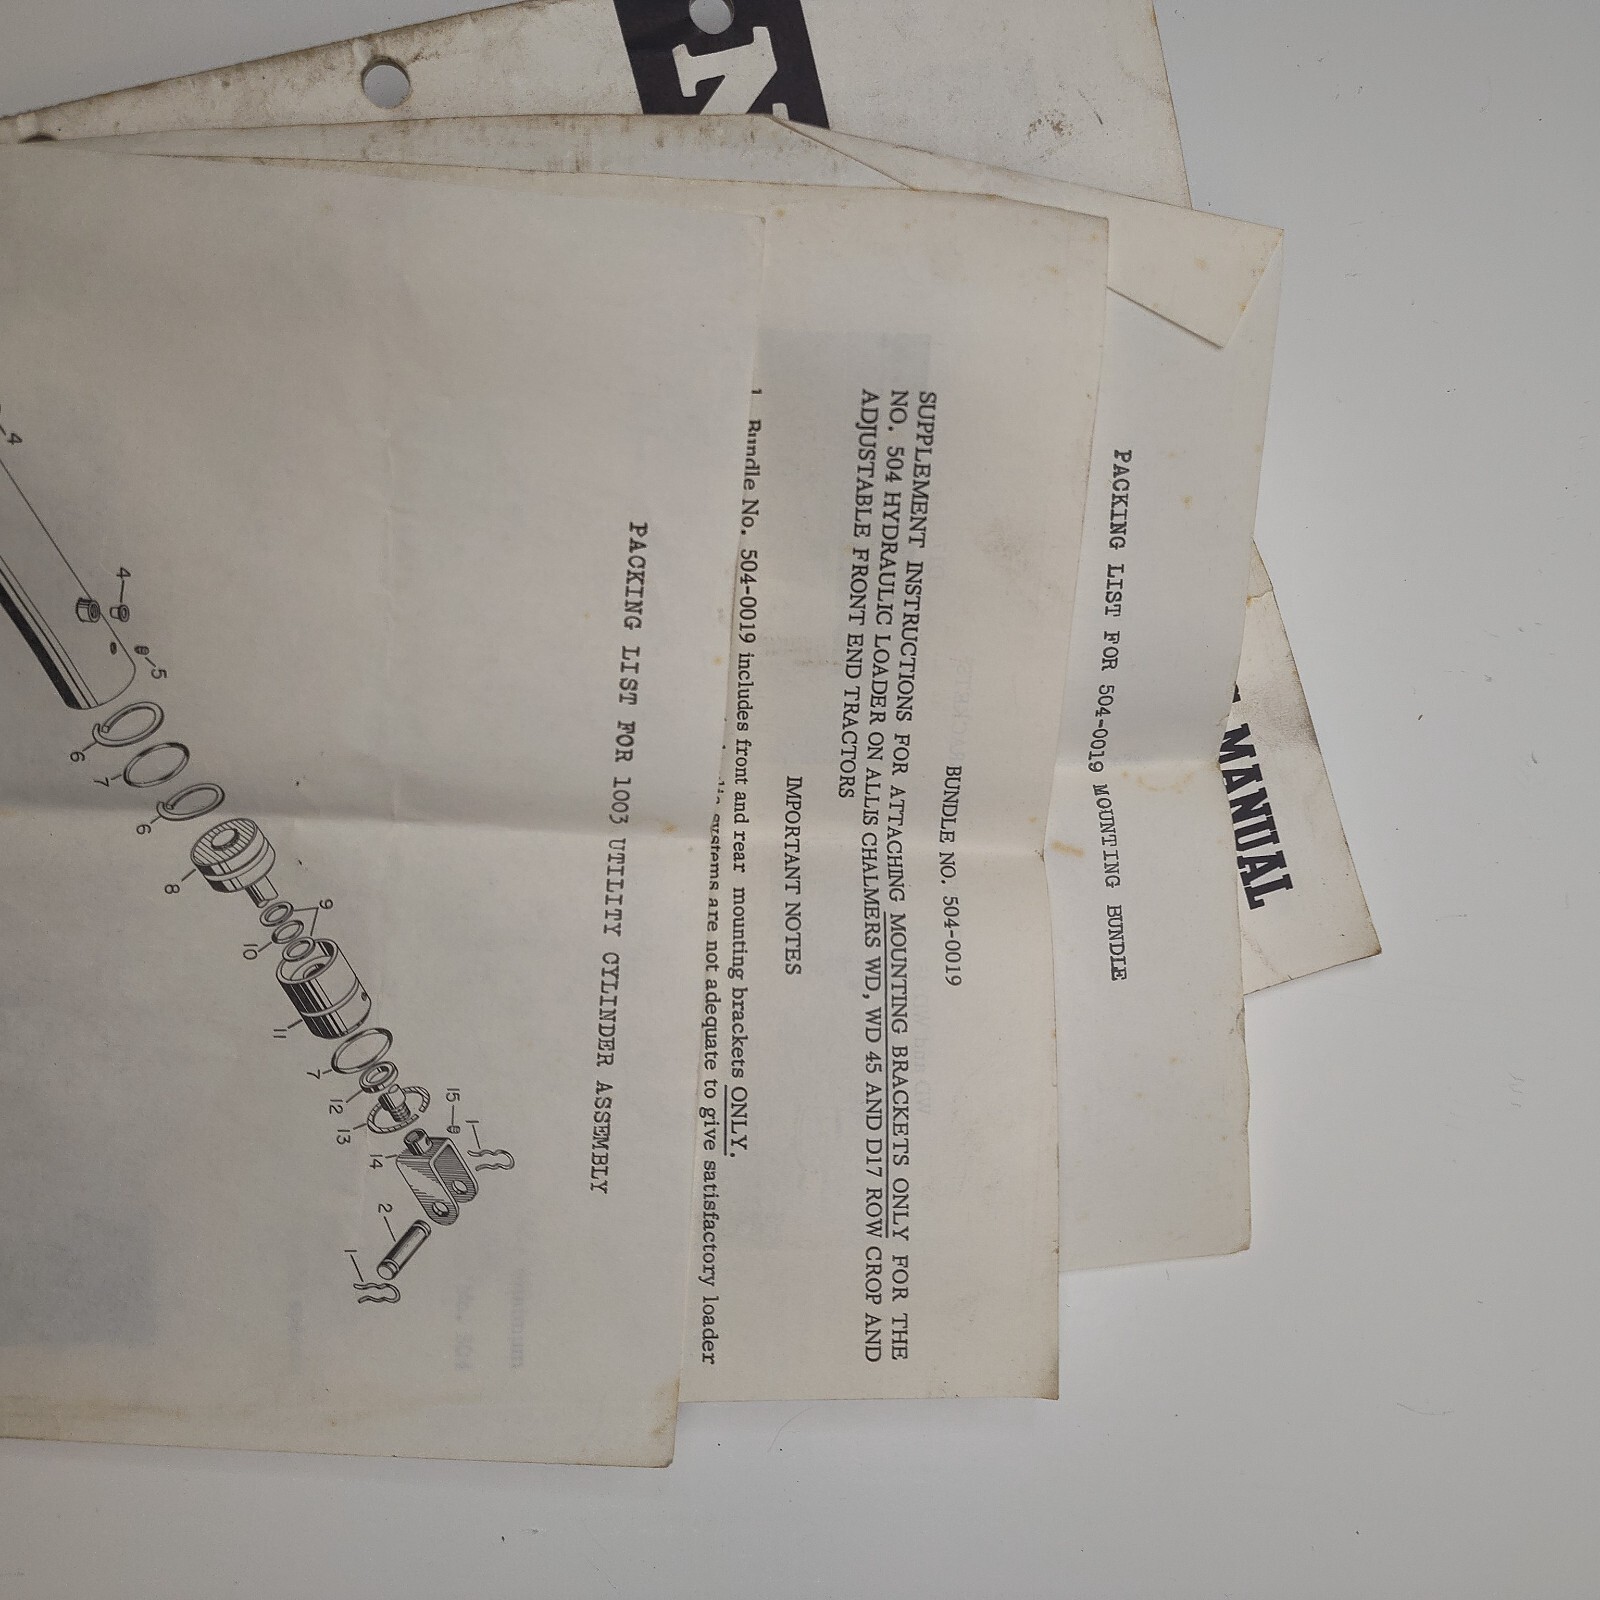 N
MANUAL
PACKING LIST FOR 504-0019 MOUNTING BUNDLE
BUNDLE NO. 504-0019
SUPPLEMENT INSTRUCTIONS FOR ATTACHING MOUNTING BRACKETS ONLY FOR THE
NO. 504 HYDRAULIC LOADER ON ALLIS CHALMERS WD, WD 45 AND D17 ROW CROP AND
ADJUSTABLE FRONT END TRACTORS
IMPORTANT NOTES
1 Bundle No. 504-0019 includes front and rear mounting brackets ONLY.
systems are not adequate to give satisfactory loader
PACKING LIST FOR 1003 UTILITY CYLINDER ASSEMBLY
4
4
5
6
7
6
8
9
10
11
7
12
13
14
15
1
2
1